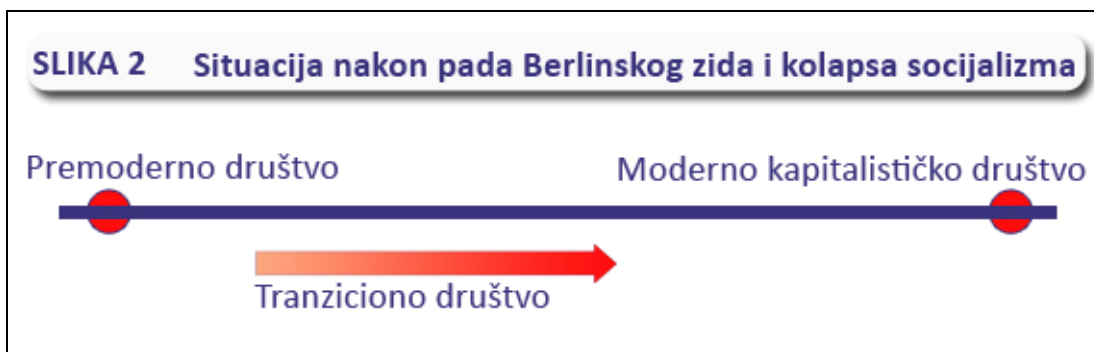 SLIKA 2 Situacija nakon pada Berlinskog zida i kolapsa socijalizma
Premoderno društvo
Moderno kapitalističko društvo
Tranziciono društvo